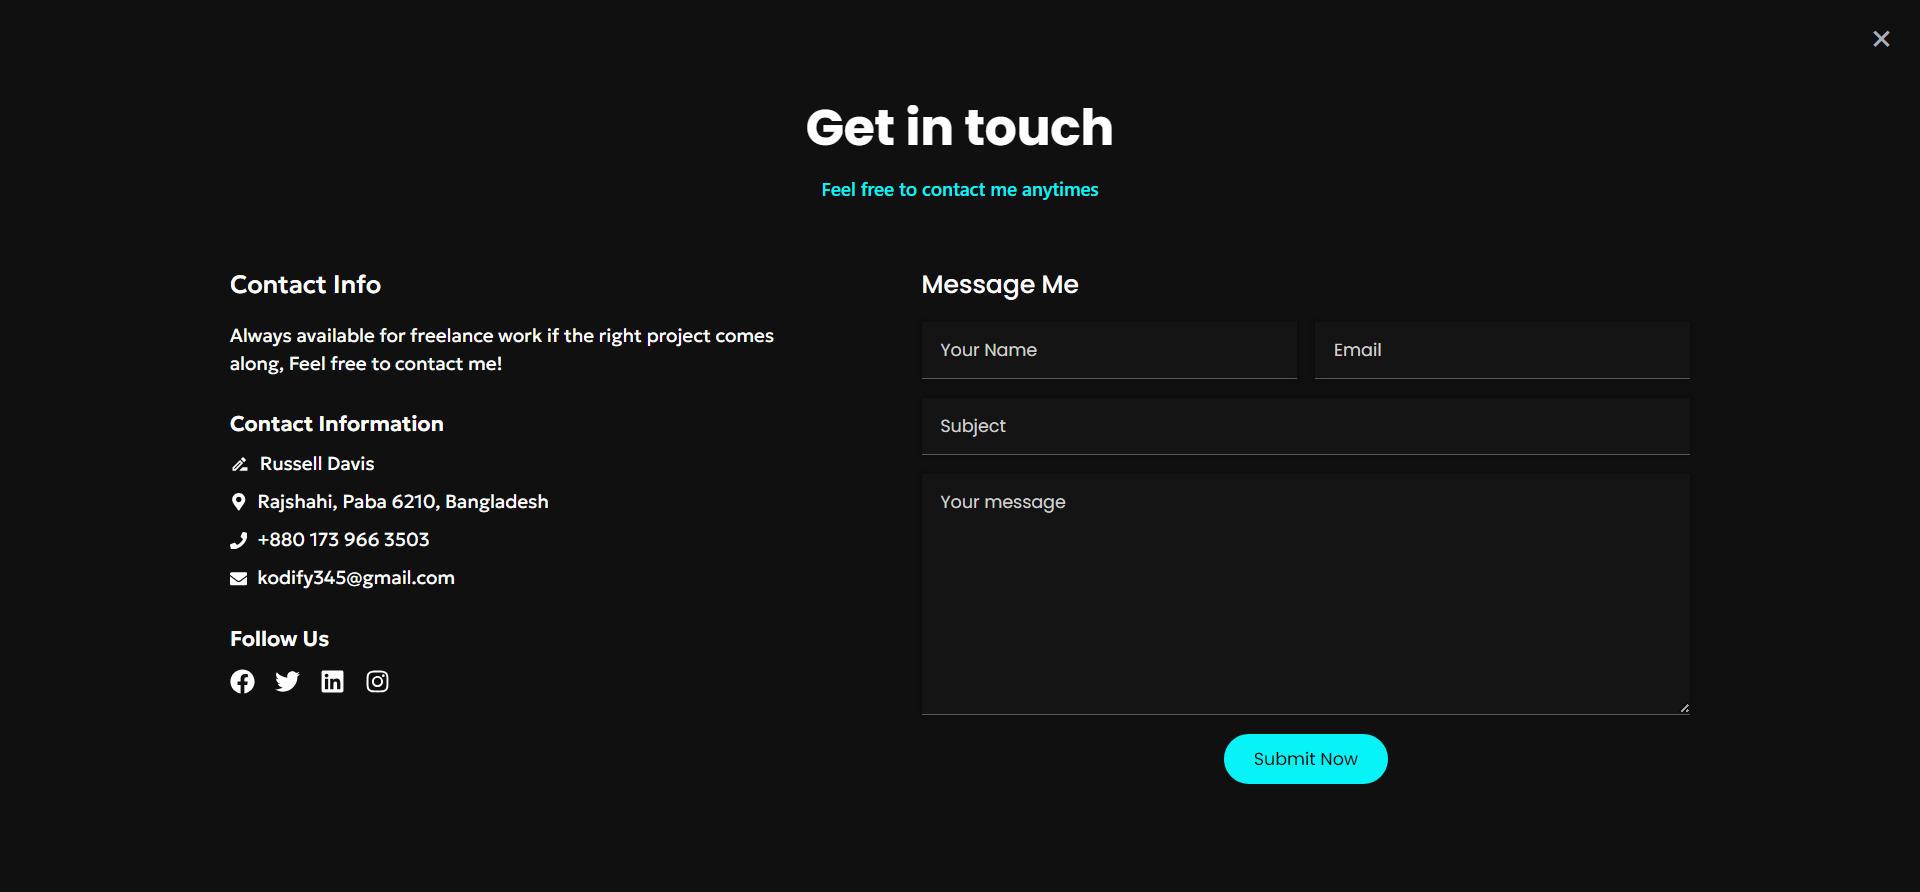 Get in touch
Feel free to contact me anytimes
Contact Info
Always available for freelance work if the right project comes
along, Feel free to contact me!
Contact Information
Russell Davis
Rajshahi, Paba 6210, Bangladesh
+880 173 966 3503
kodify345@gmail.com
Follow Us
Message Me
Your Name
Email
Subject
Your message
Submit Now